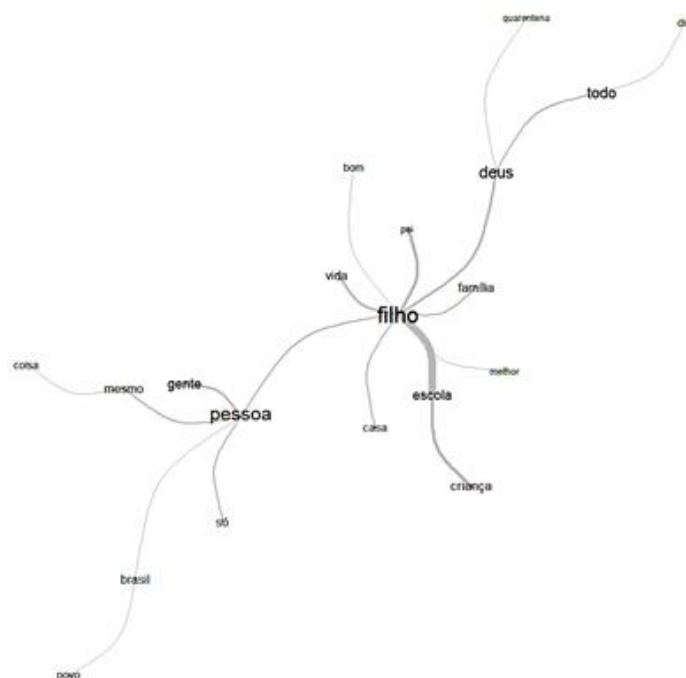 quarentena
todo
deus
bom
pai
vida
família
filho
coisa
mesmo
gente
melhor
escola
pessoa
casa
criança
só
brasil
povo